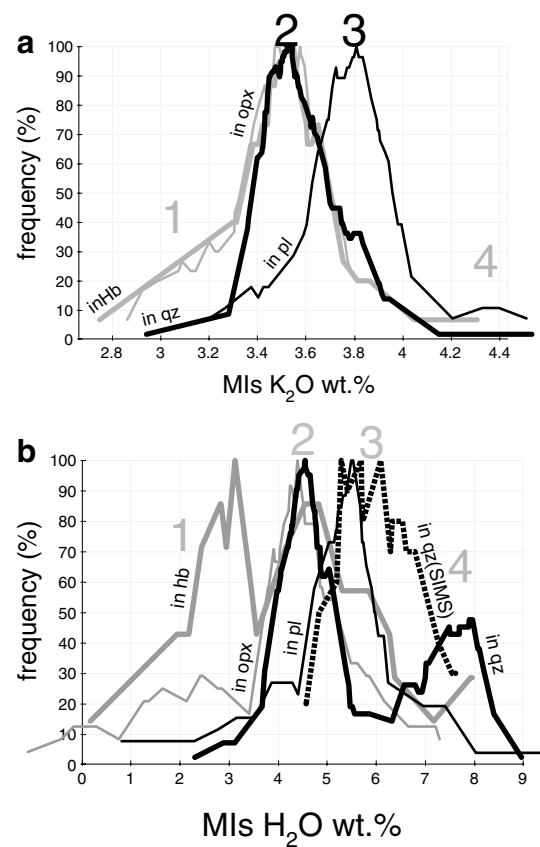 a
2 3
100
90
80
70
60
50
40
30
20
10
0
frequency (%)
1
4
in opx
in pl
inHb
in qz
2.8 3 3.2 3.4 3.6 3.8 4 4.2 4.4
MIs K₂O wt.%
b
2 3
100
90
80
70
60
50
40
30
20
10
0
frequency (%)
1
4
in hb
in opx
in pl
in qz(SIMS)
in qz
0 1 2 3 4 5 6 7 8 9
MIs H₂O wt.%